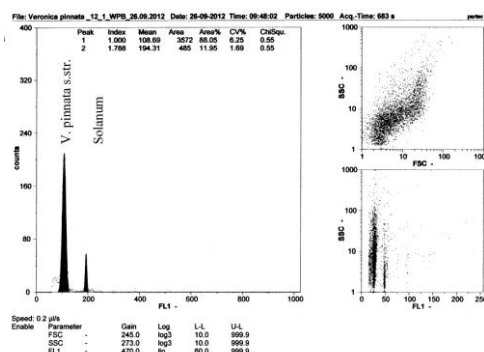 File: Veronica pinnata _12_1_WPB_26.09.2012 Date: 26-09-2012 Time: 09:48:02 Particles: 5000 Acq.-Time: 683 s partec
Peak Index Mean Area Area% CV% ChiSqu.
1 1.000 108.69 3572 88.05 6.25 0.55
2 1.788 194.31 485 11.95 1.69 0.55
400
320
240
160
80
0
counts
V. pinnata s.str.
Solanum
0 200 400 600 800 1000
FL1 -
1000
100
10
1
SSC -
1 10 100 1000
FSC -
1000
100
10
1
SSC -
0 50 100 150 200 250
FL1 -
Speed: 0.2 µl/s
Enable Parameter Gain Log L-L U-L
FSC - 245.0 log3 10.0 999.9
SSC - 273.0 log3 10.0 999.9
FL1 - 470.0 lin 60.0 999.9